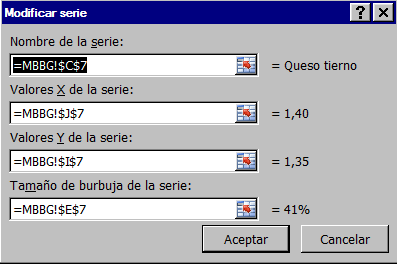 Modificar serie
Nombre de la serie:
=MBBG!$C$7 = Queso tierno
Valores X de la serie:
=MBBG!$J$7 = 1,40
Valores Y de la serie:
=MBBG!$I$7 = 1,35
Tamaño de burbuja de la serie:
=MBBG!$E$7 = 41%
Aceptar Cancelar